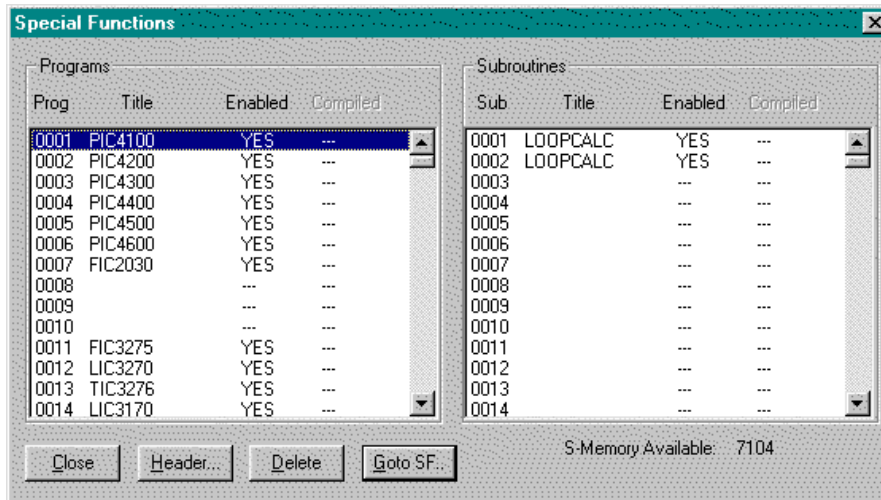 Special Functions
Programs
Prog Title Enabled Compiled
0001 PIC4100 YES ---
0002 PIC4200 YES ---
0003 PIC4300 YES ---
0004 PIC4400 YES ---
0005 PIC4500 YES ---
0006 PIC4600 YES ---
0007 FIC2030 YES ---
0008 --- ---
0009 --- ---
0010 --- ---
0011 FIC3275 YES ---
0012 LIC3270 YES ---
0013 TIC3276 YES ---
0014 LIC3170 YES ---
Subroutines
Sub Title Enabled Compiled
0001 LOOPCALC YES ---
0002 LOOPCALC YES ---
0003 --- ---
0004 --- ---
0005 --- ---
0006 --- ---
0007 --- ---
0008 --- ---
0009 --- ---
0010 --- ---
0011 --- ---
0012 --- ---
0013 --- ---
0014 --- ---
S-Memory Available: 7104
Close Header... Delete Goto SF..